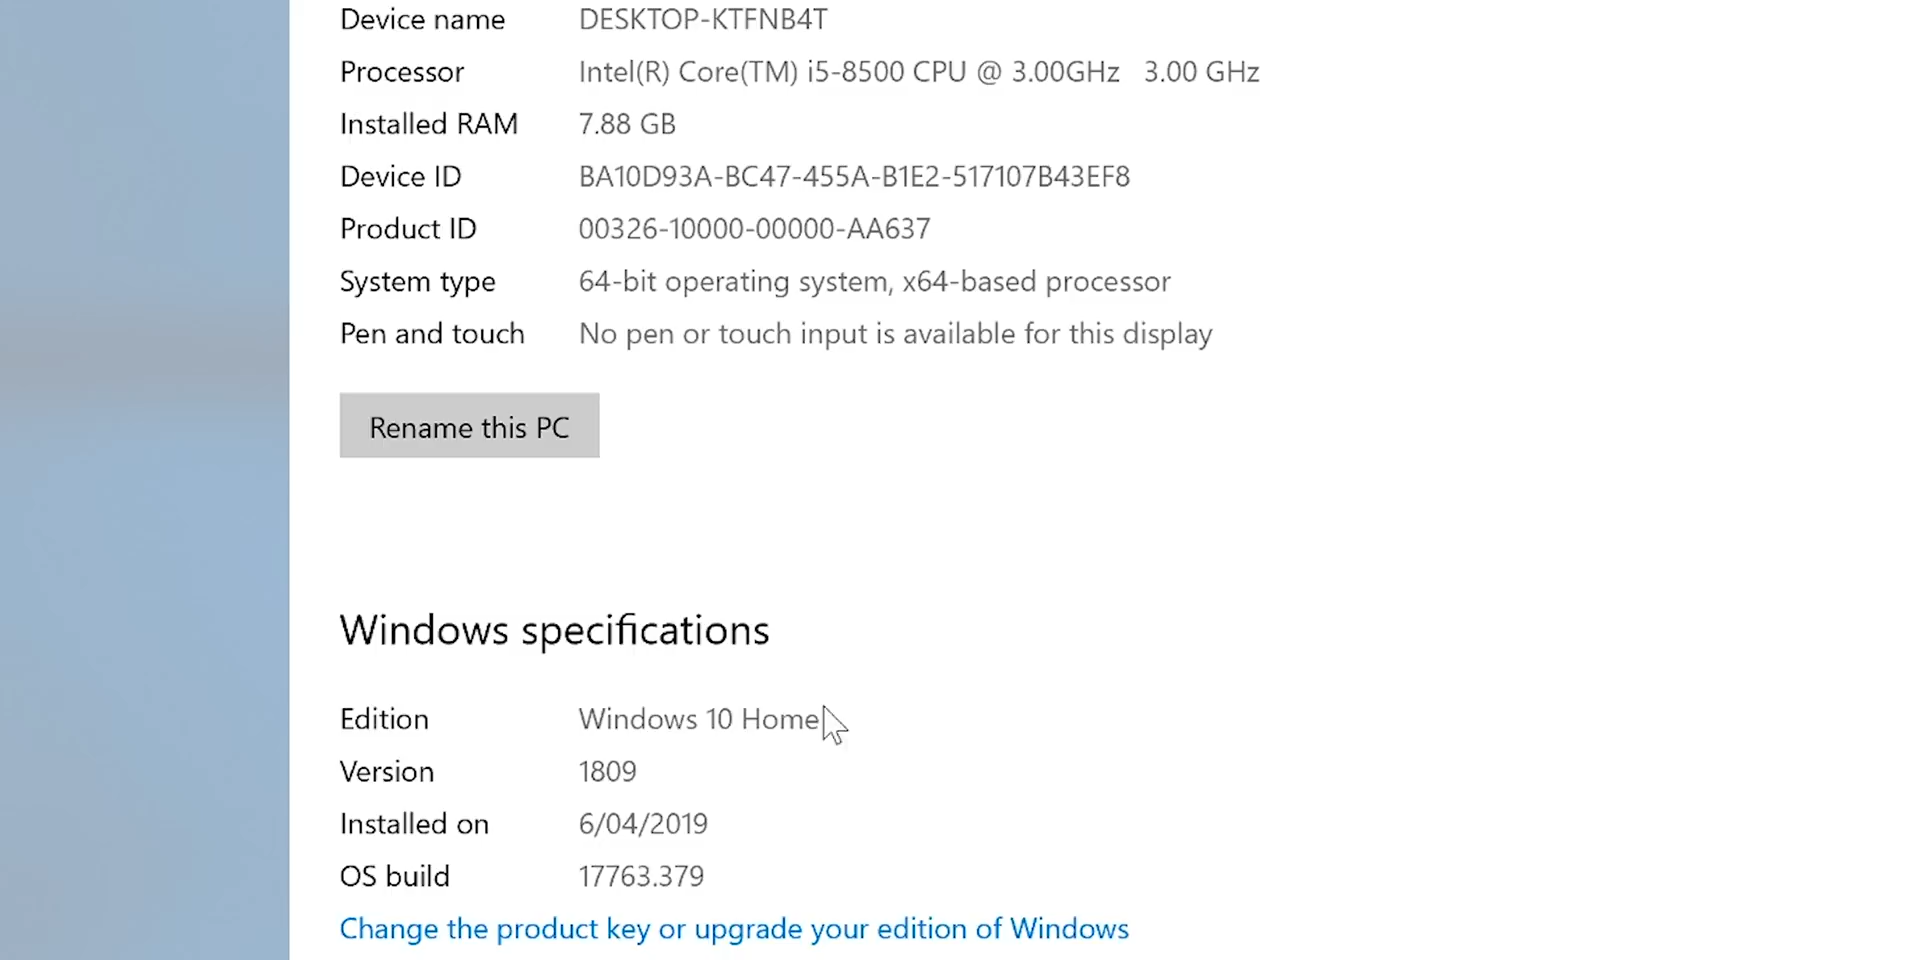 Device name DESKTOP-KTFNB4T
Processor Intel(R) Core(TM) i5-8500 CPU @ 3.00GHz 3.00 GHz
Installed RAM 7.88 GB
Device ID BA10D93A-BC47-455A-B1E2-517107B43EF8
Product ID 00326-10000-00000-AA637
System type 64-bit operating system, x64-based processor
Pen and touch No pen or touch input is available for this display
Rename this PC
Windows specifications
Edition Windows 10 Home
Version 1809
Installed on 6/04/2019
OS build 17763.379
Change the product key or upgrade your edition of Windows